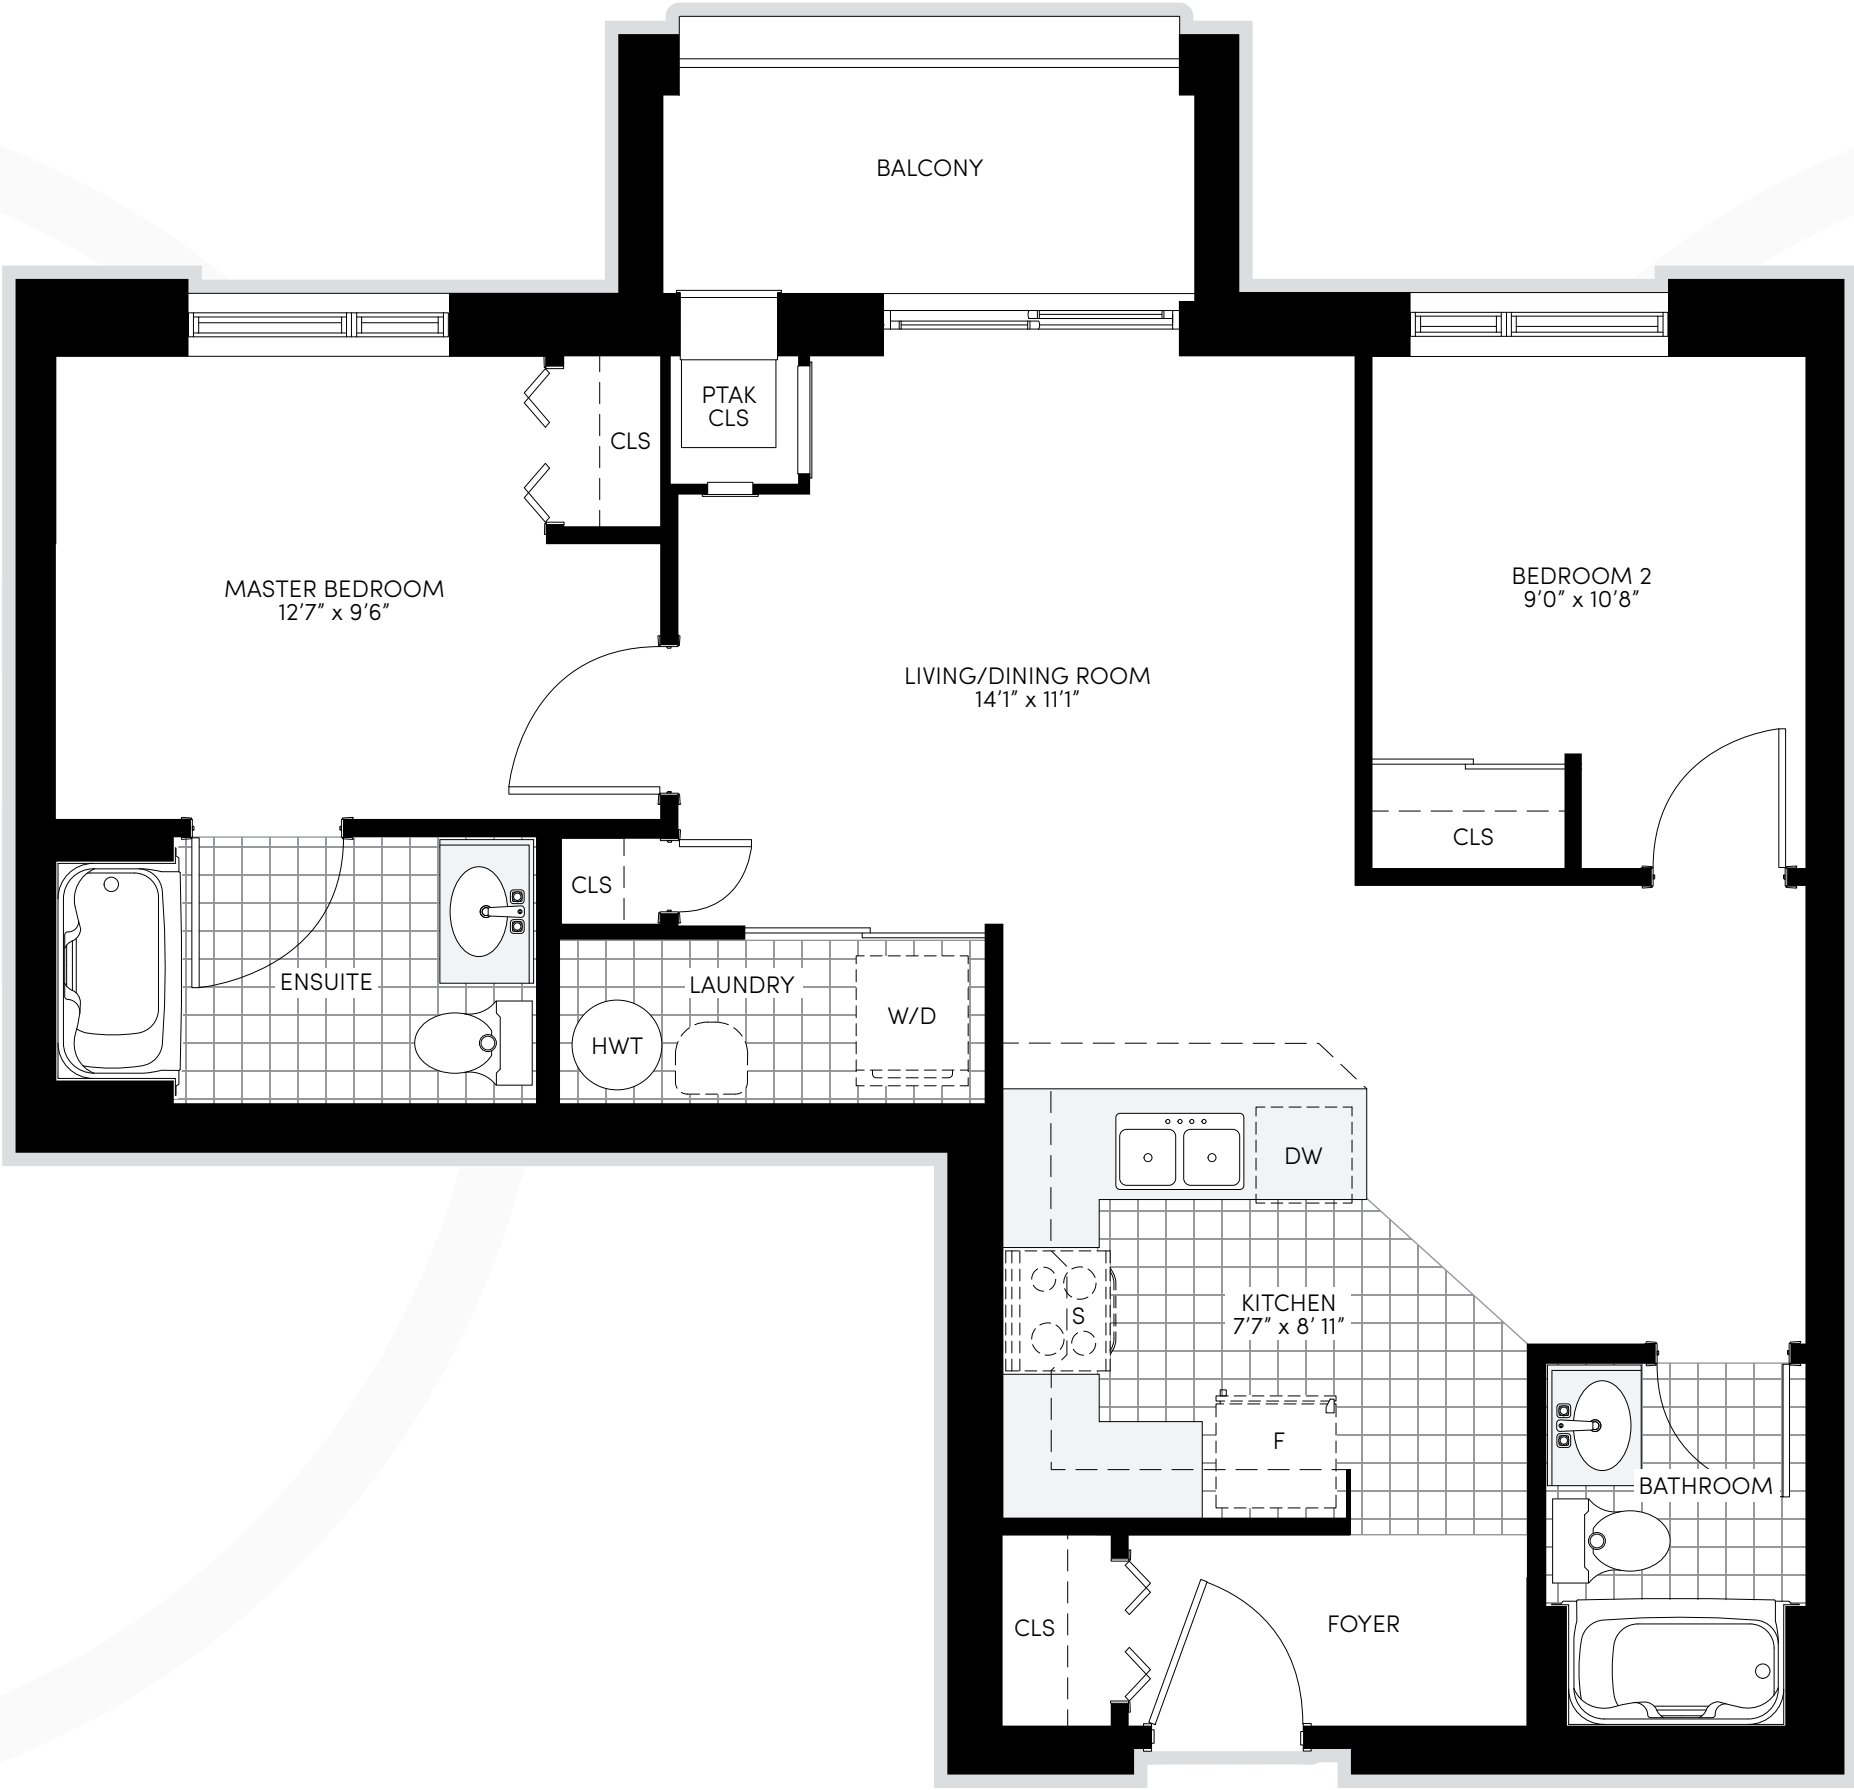 BALCONY
PTAK
CLS
CLS
MASTER BEDROOM
12’7” x 9’6”
BEDROOM 2
9’0” x 10’8”
LIVING/DINING ROOM
14’1” x 11’1”
CLS
CLS
ENSUITE
LAUNDRY
W/D
HWT
DW
KITCHEN
7’7” x 8’ 11”
S
F
BATHROOM
CLS
FOYER